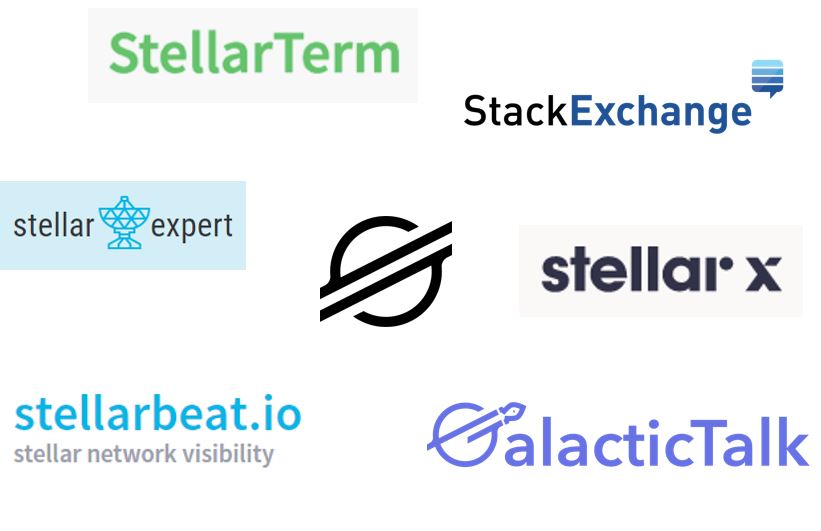 StellarTerm
StackExchange
stellar expert
stellar x
stellarbeat.io
stellar network visibility
GalacticTalk